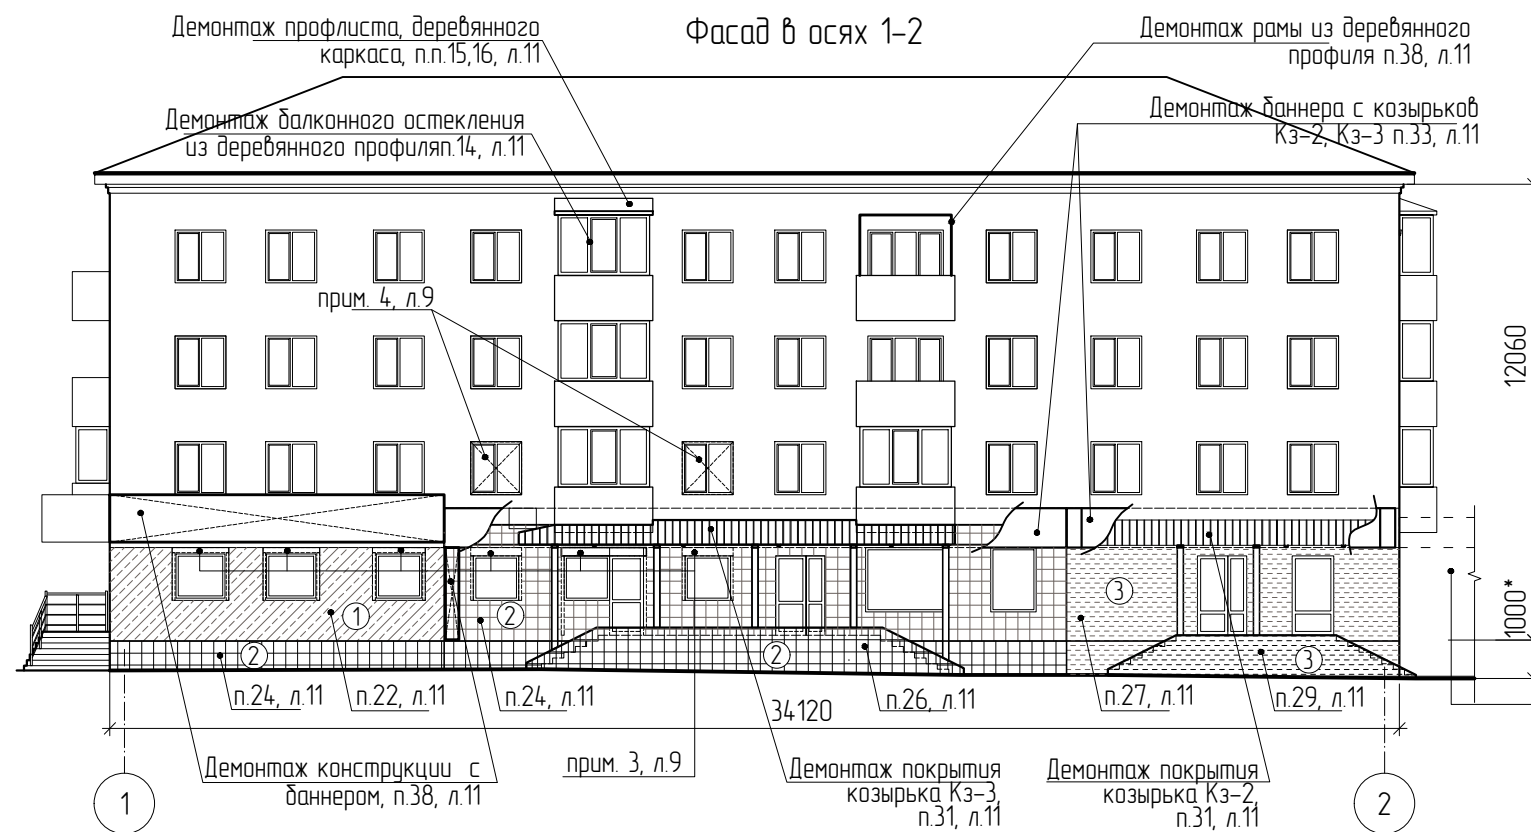 Фасад в осях 1-2
Демонтаж профлиста, деревянного
каркаса, п.п.15,16, л.11
Демонтаж рамы из деревянного
профиля п.38, л.11
Демонтаж балконного остекления
из деревянного профиляп.14, л.11
Демонтаж баннера с козырьков
Кз-2, Кз-3 п.33, л.11
прим. 4, л.9
12060
1000*
1
2
3
2
2
3
п.24, л.11
п.22, л.11
п.24, л.11
п.26, л.11
п.27, л.11
п.29, л.11
34120
Демонтаж конструкции с
баннером, п.38, л.11
прим. 3, л.9
Демонтаж покрытия
козырька Кз-3,
п.31, л.11
Демонтаж покрытия
козырька Кз-2,
п.31, л.11
1
2